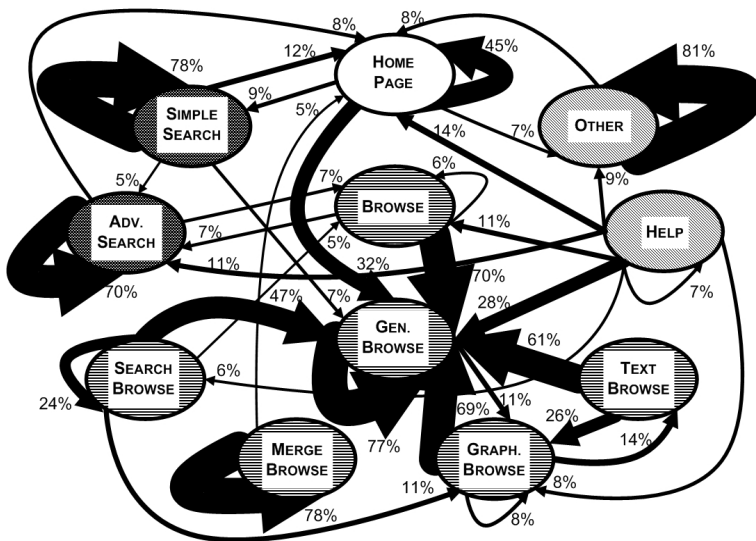 8%
8%
78%
12%
HOME
PAGE
45%
81%
9%
5%
SIMPLE
SEARCH
14%
7%
OTHER
5%
7%
6%
9%
BROWSE
ADV.
SEARCH
7%
5%
11%
HELP
11%
32%
70%
70%
7%
47%
7%
28%
GEN.
BROWSE
61%
SEARCH
BROWSE
6%
TEXT
BROWSE
24%
11%
69%
26%
77%
14%
MERGE
BROWSE
GRAPH.
BROWSE
11%
8%
78%
8%